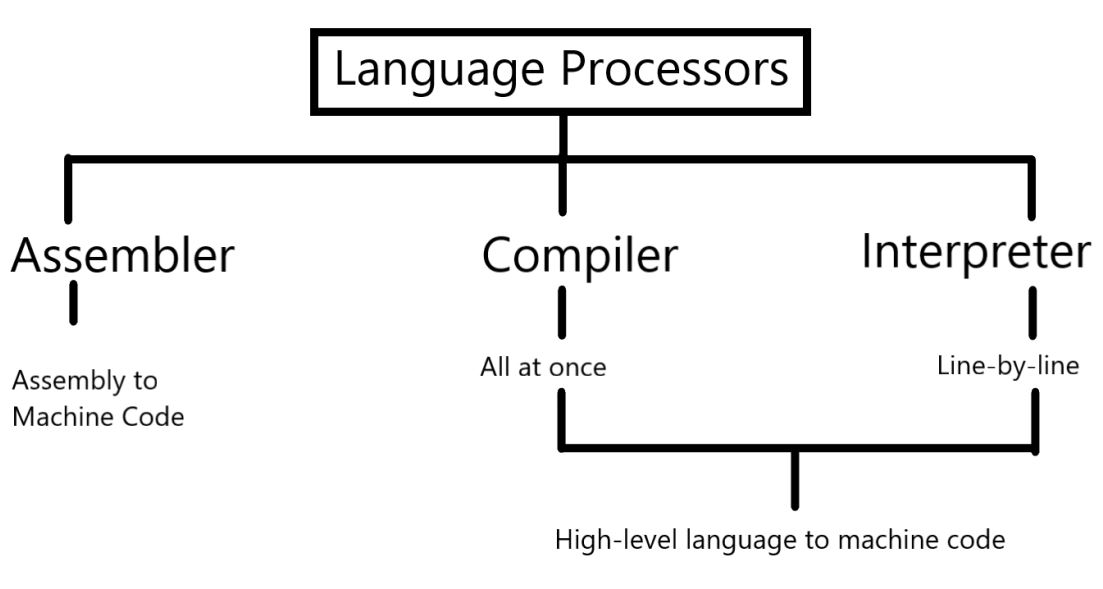 Language Processors
Assembler
Compiler
Interpreter
Assembly to
Machine Code
All at once
Line-by-line
High-level language to machine code